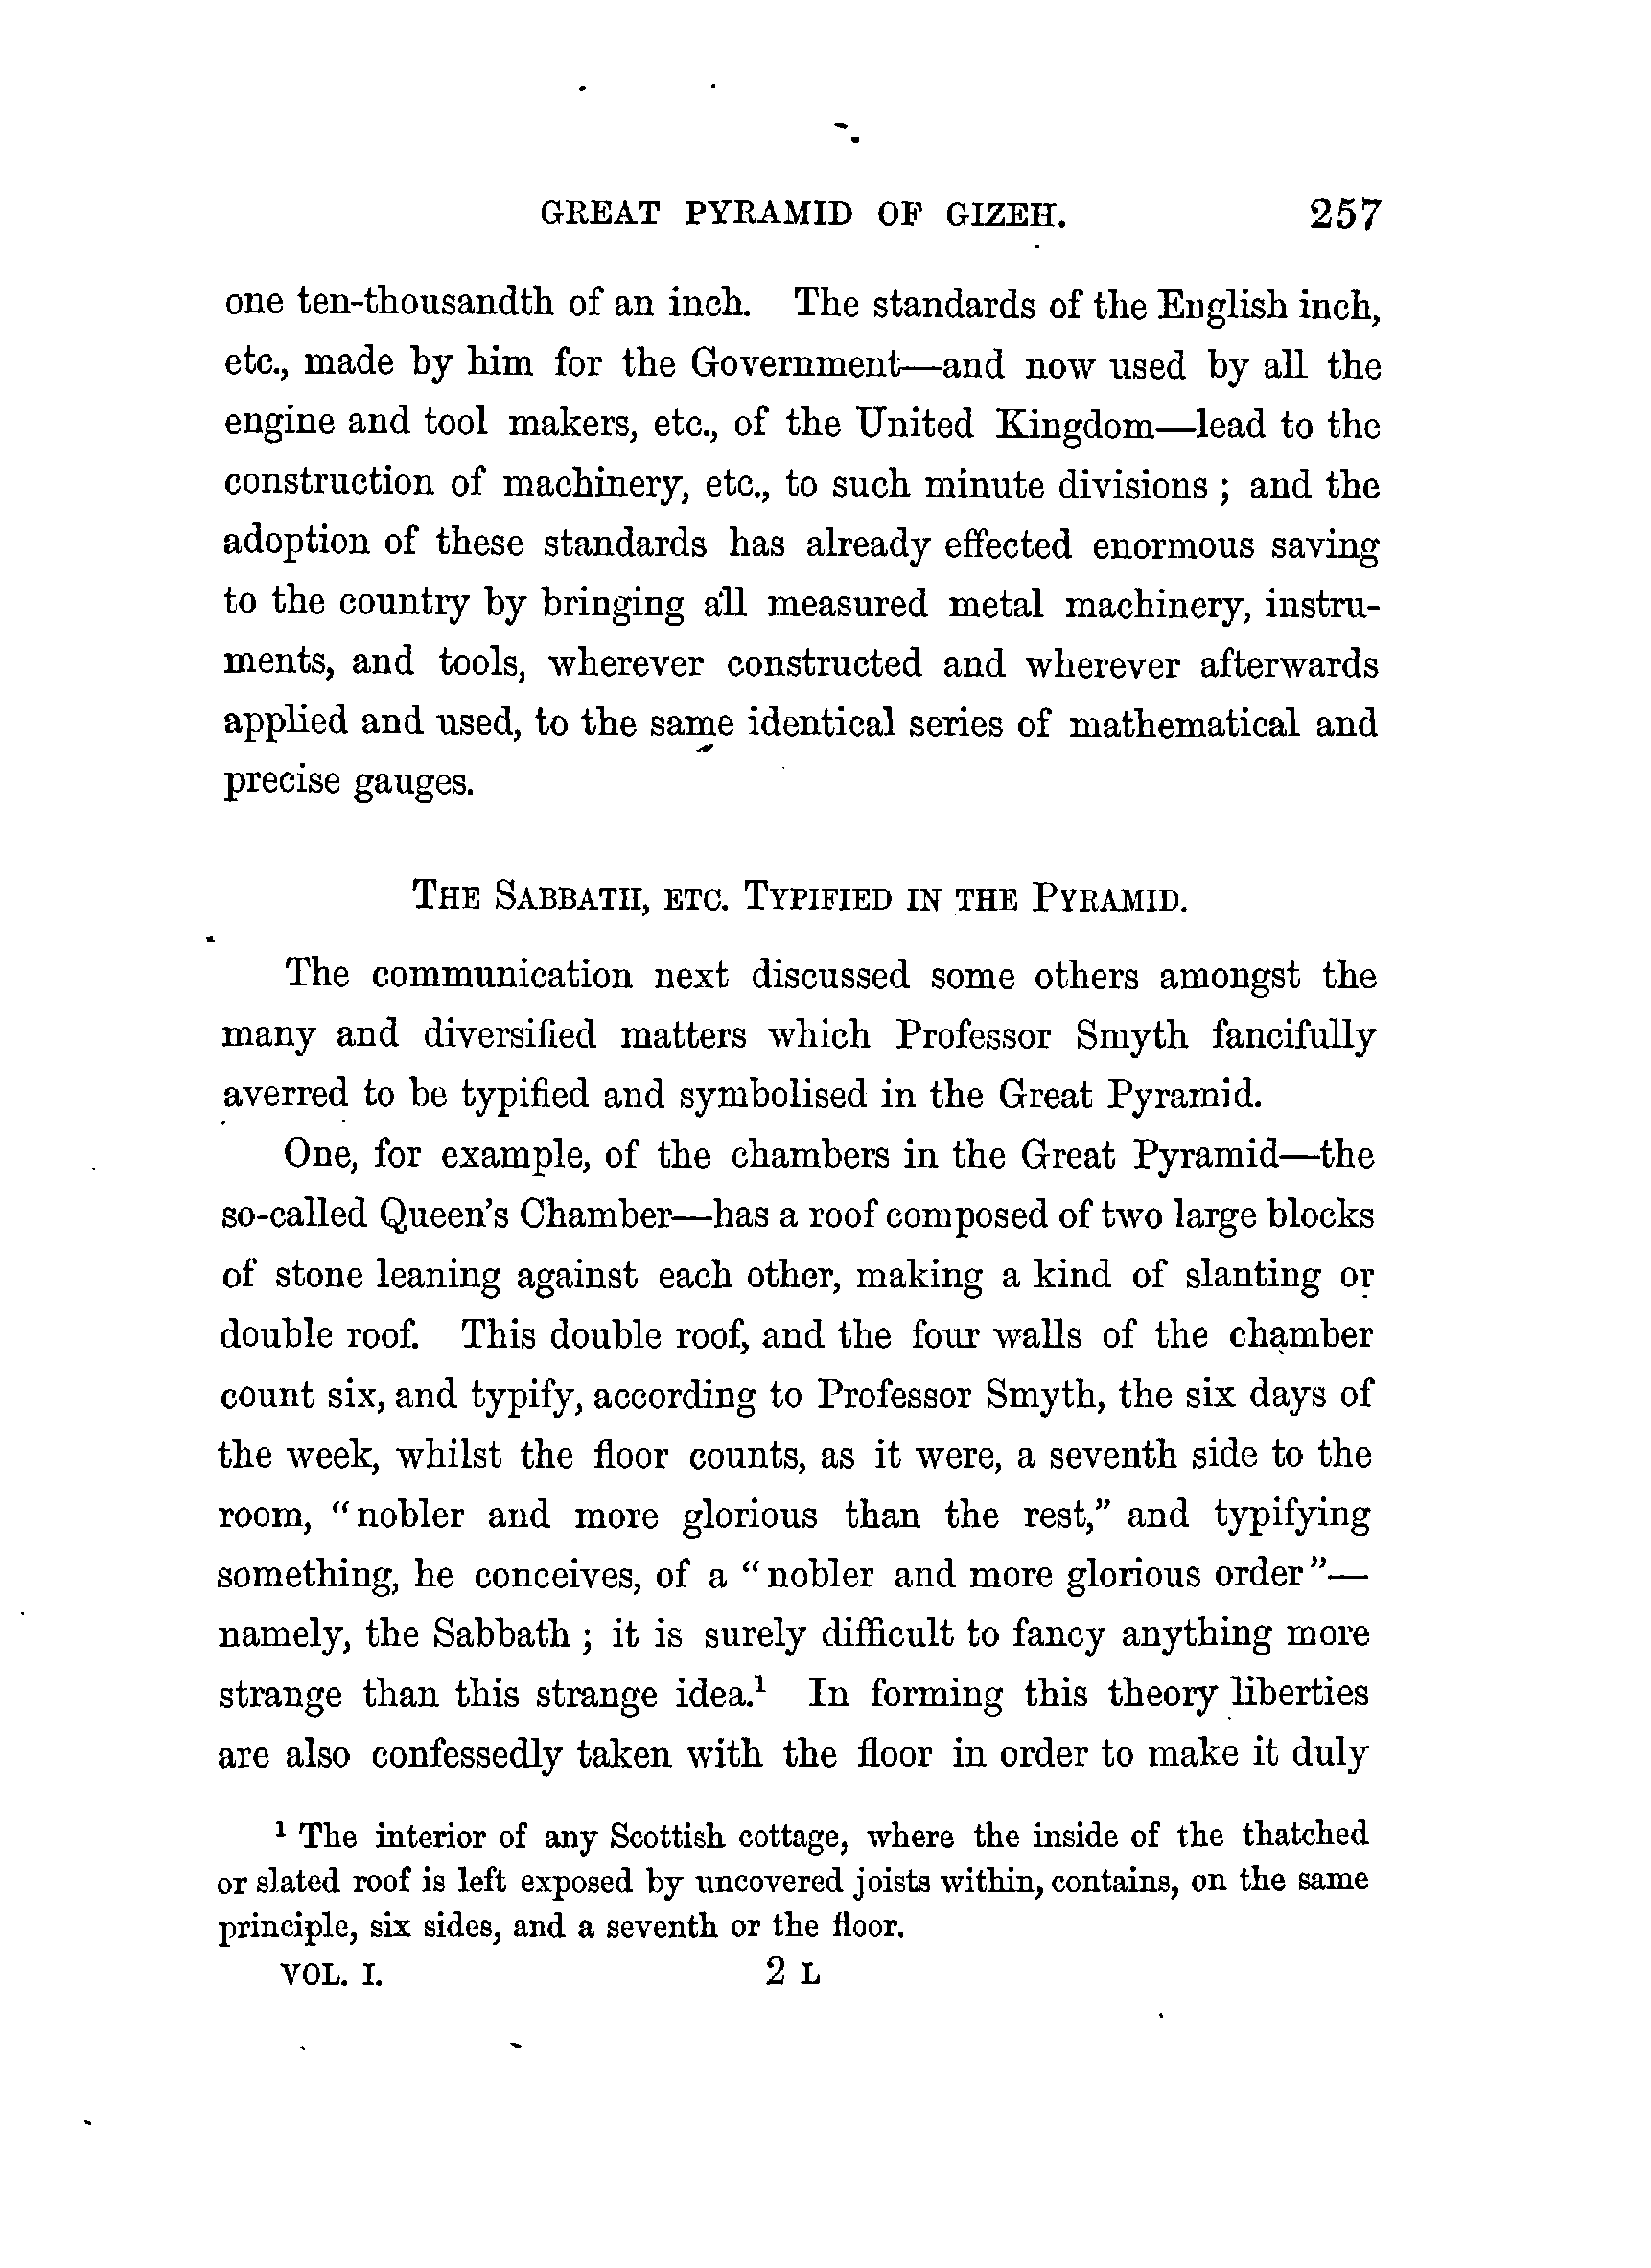 GREAT PYRAMID OF GIZEH. 257
one ten-thousandth of an inch. The standards of the English inch,
etc., made by him for the Government—and now used by all the
engine and tool makers, etc., of the United Kingdom—lead to the
construction of machinery, etc., to such minute divisions ; and the
adoption of these standards has already effected enormous saving
to the country by bringing all measured metal machinery, instru-
ments, and tools, wherever constructed and wherever afterwards
applied and used, to the same identical series of mathematical and
precise gauges.
THE SABBATH, ETC. TYPIFIED IN THE PYRAMID.
The communication next discussed some others amongst the
many and diversified matters which Professor Smyth fancifully
averred to be typified and symbolised in the Great Pyramid.
One, for example, of the chambers in the Great Pyramid—the
so-called Queen's Chamber—has a roof composed of two large blocks
of stone leaning against each other, making a kind of slanting or
double roof. This double roof, and the four walls of the chamber
count six, and typify, according to Professor Smyth, the six days of
the week, whilst the floor counts, as it were, a seventh side to the
room, "nobler and more glorious than the rest," and typifying
something, he conceives, of a "nobler and more glorious order"—
namely, the Sabbath ; it is surely difficult to fancy anything more
strange than this strange idea.¹ In forming this theory liberties
are also confessedly taken with the floor in order to make it duly
¹ The interior of any Scottish cottage, where the inside of the thatched
or slated roof is left exposed by uncovered joists within, contains, on the same
principle, six sides, and a seventh or the floor.
VOL. I. 2 L